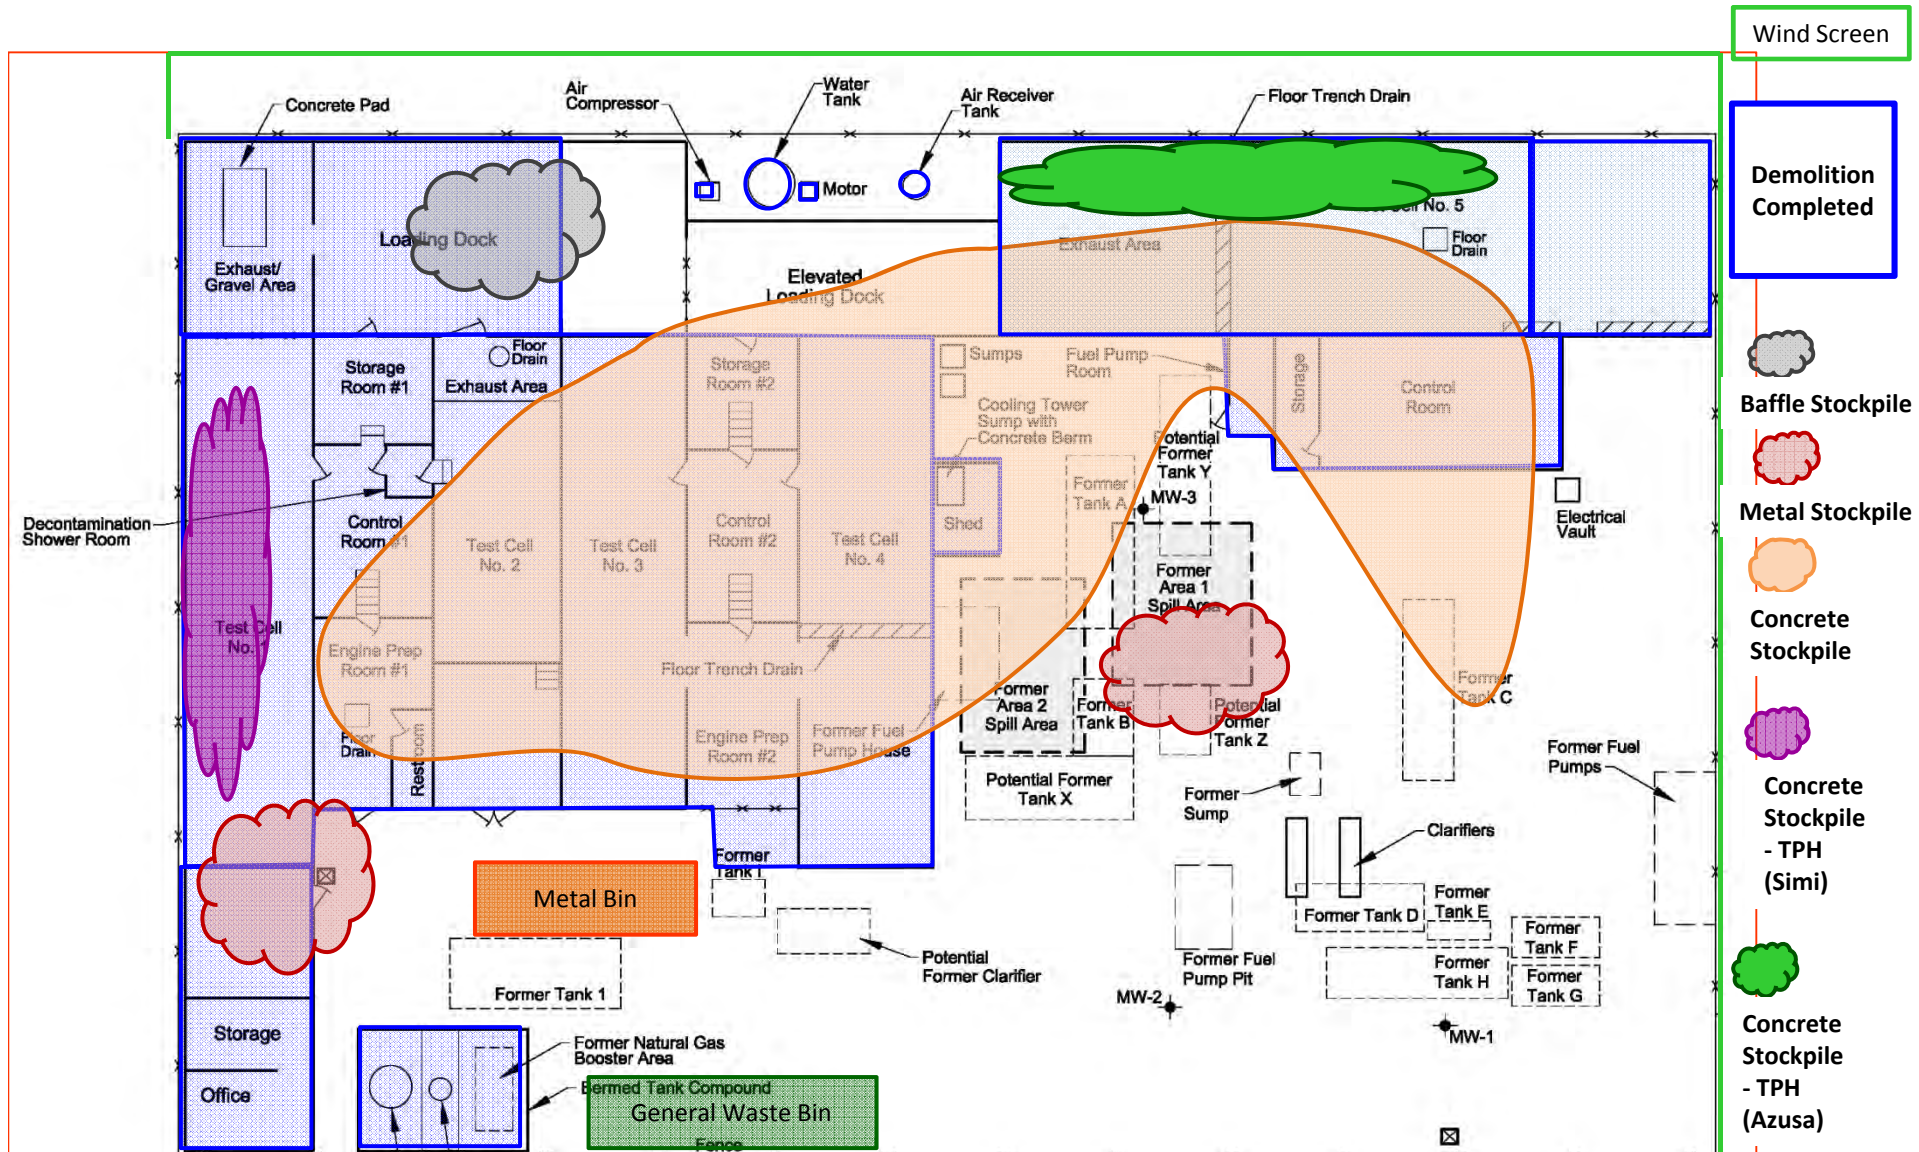 Wind Screen
Water
Tank
Air
Compressor
Air Receiver
Tank
Floor Trench Drain
Concrete Pad
Motor
Demolition
Completed
Cell No. 5
Loading Dock
Exhaust Area
Floor
Drain
Exhaust/
Gravel Area
Elevated
Loading Dock
Floor
Drain
Storage
Room #1
Exhaust Area
Storage
Room #2
Sumps
Fuel Pump
Room
Storage
Control
Room
Cooling Tower
Sump with
Concrete Berm
Baffle Stockpile
Potential
Former
Tank Y
Former
Tank A
MW-3
Metal Stockpile
Decontamination
Shower Room
Control
Room #1
Test Cell
No. 2
Test Cell
No. 3
Control
Room #2
Test Cell
No. 4
Shed
Electrical
Vault
Former
Area 1
Spill Area
Concrete
Stockpile
Test Cell
No. 1
Engine Prep
Room #1
Floor Trench Drain
Former
Area 2
Spill Area
Former
Tank B
Potential
Former
Tank Z
Former
Tank C
Floor
Drain
Restroom
Engine Prep
Room #2
Former Fuel
Pump House
Former Fuel
Pumps
Potential Former
Tank X
Former
Sump
Concrete
Stockpile
- TPH
(Simi)
Clarifiers
Former
Metal Bin
Former Tank D
Former
Tank E
Former
Tank F
Potential
Former Clarifier
Former Fuel
Pump Pit
Former
Tank H
Former
Tank G
Former Tank 1
MW-2
MW-1
Storage
Former Natural Gas
Booster Area
Concrete
Stockpile
- TPH
(Azusa)
Office
Bermed Tank Compound
General Waste Bin
Fence